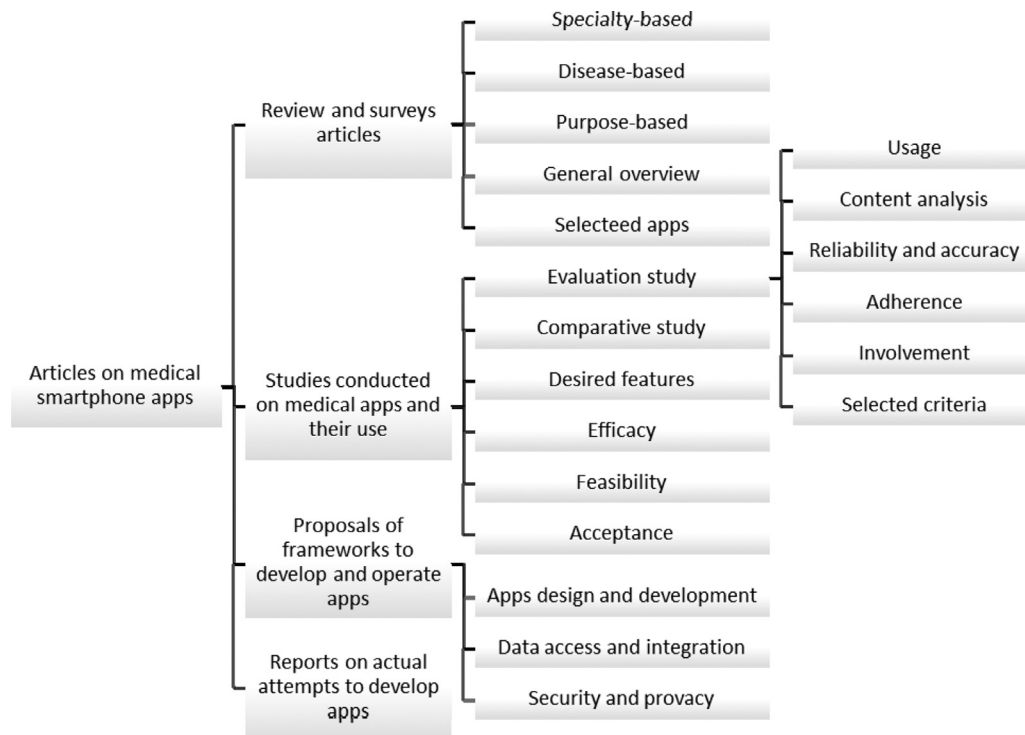 Articles on medical
smartphone apps
Review and surveys
articles
Specialty-based
Disease-based
Purpose-based
General overview
Selecteed apps
Studies conducted
on medical apps and
their use
Evaluation study
Usage
Content analysis
Reliability and accuracy
Adherence
Involvement
Selected criteria
Comparative study
Desired features
Efficacy
Feasibility
Acceptance
Proposals of
frameworks to
develop and operate
apps
Apps design and development
Data access and integration
Security and provacy
Reports on actual
attempts to develop
apps